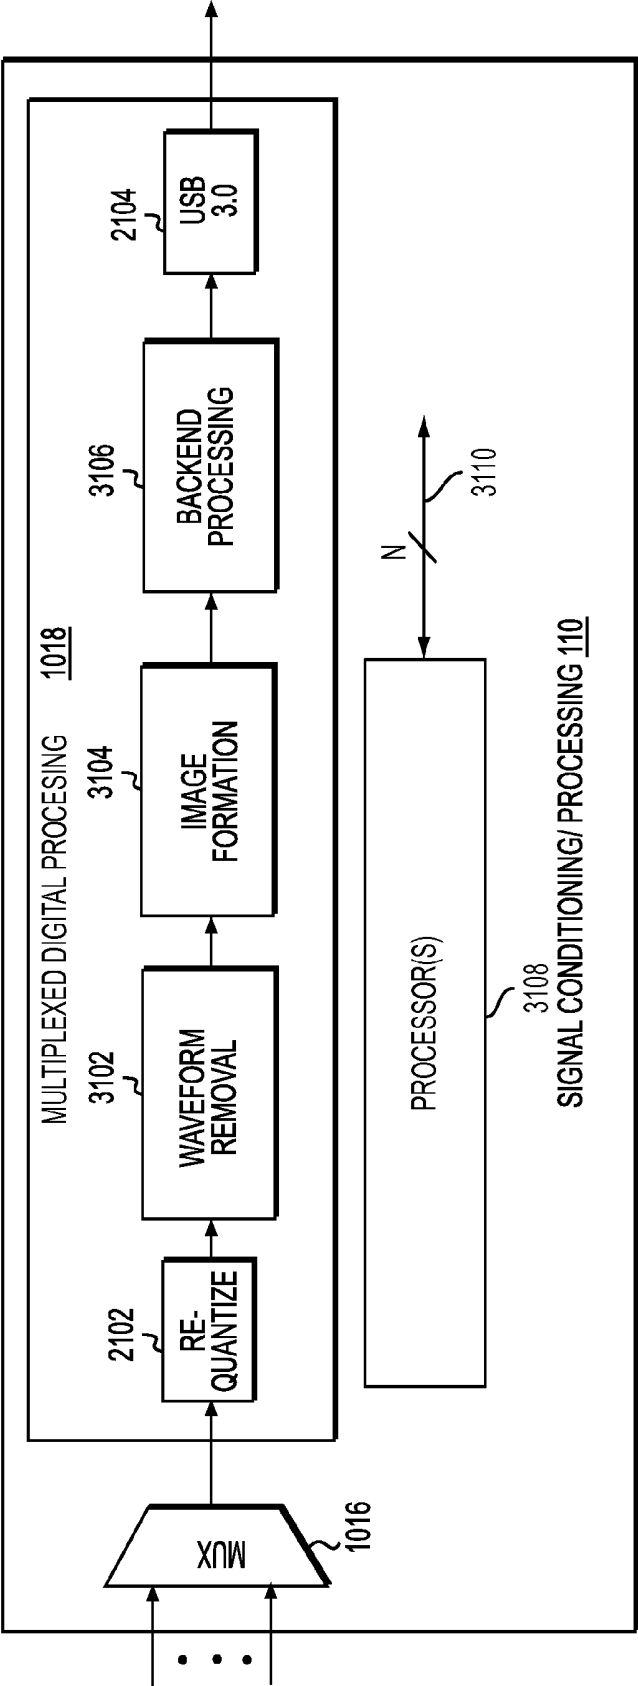 MULTIPLEXED DIGITAL PROCESING
1018
MUX
1016
2102
RE-
QUANTIZE
3102
WAVEFORM
REMOVAL
3104
IMAGE
FORMATION
3106
BACKEND
PROCESSING
2104
USB
3.0
PROCESSOR(S)
3108
N
3110
SIGNAL CONDITIONING/ PROCESSING 110